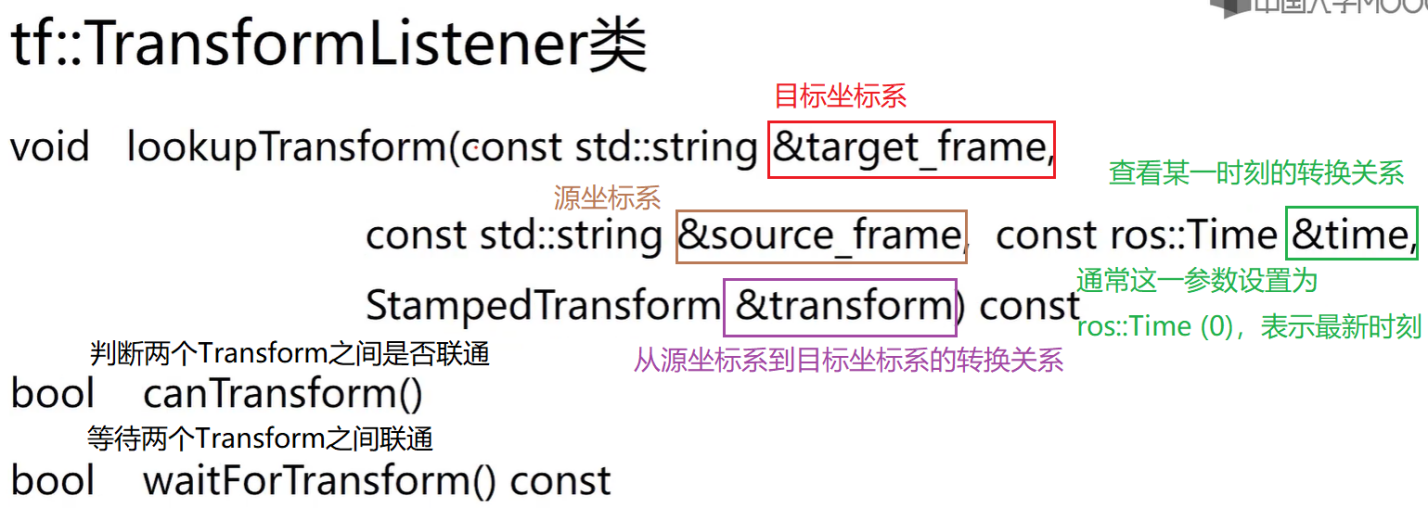 中国大学MOOC
tf::TransformListener类
目标坐标系
void lookupTransform(const std::string &target_frame,
查看某一时刻的转换关系
源坐标系
const std::string &source_frame, const ros::Time &time,
通常这一参数设置为
StampedTransform &transform) const
ros::Time (0)，表示最新时刻
判断两个Transform之间是否联通
从源坐标系到目标坐标系的转换关系
bool canTransform()
等待两个Transform之间联通
bool waitForTransform() const